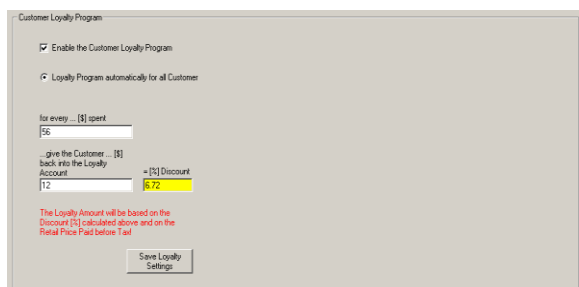 Customer Loyalty Program
Enable the Customer Loyalty Program
Loyalty Program automatically for all Customer
for every ... [$] spent
56
...give the Customer ... [$]
back into the Loyalty
Account
= [%] Discount
12
6.72
The Loyalty Amount will be based on the
Discount [%] calculated above and on the
Retail Price Paid before Tax!
Save Loyalty
Settings